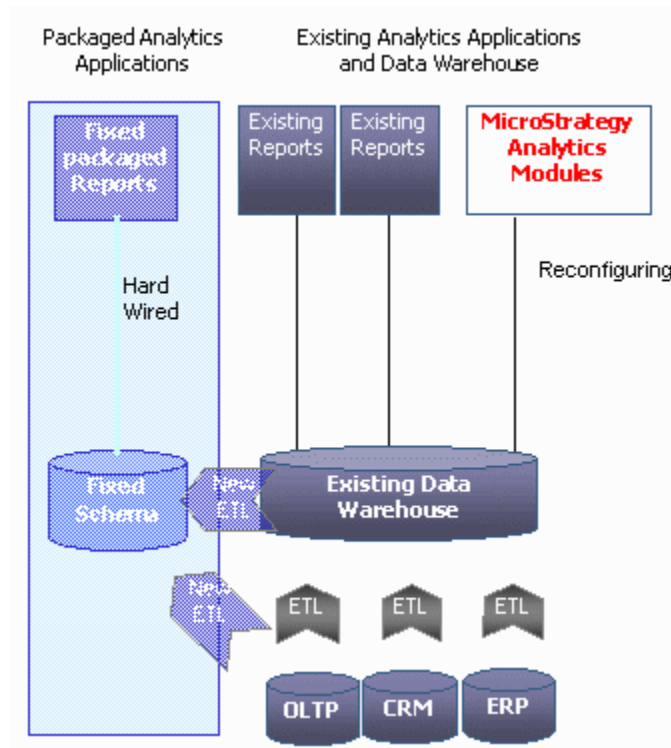 Packaged Analytics
Applications
Existing Analytics Applications
and Data Warehouse
Fixed
packaged
Reports
Existing
Reports
Existing
Reports
MicroStrategy
Analytics
Modules
Hard
Wired
Reconfiguring
Fixed
Schema
New
ETL
Existing Data
Warehouse
New
ETL
ETL
ETL
ETL
OLTP
CRM
ERP